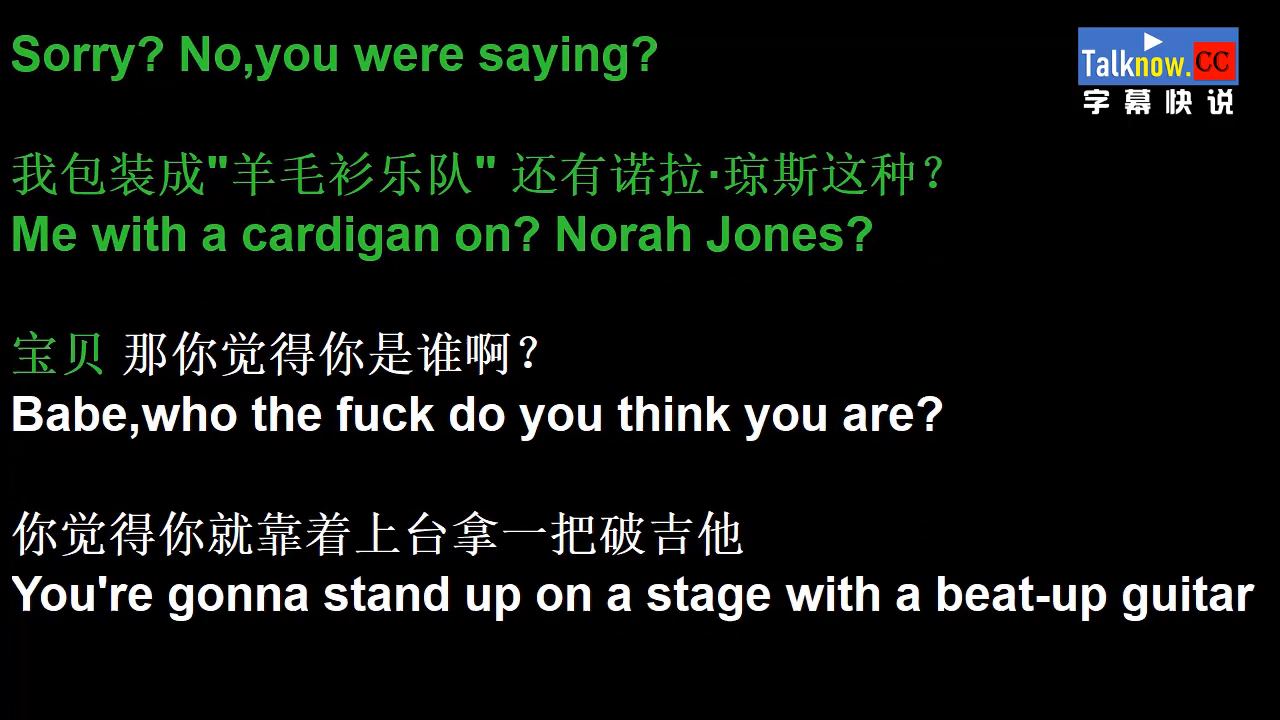 Sorry? No,you were saying?
Talknow.CC
字幕快说
我包装成"羊毛衫乐队" 还有诺拉·琼斯这种？
Me with a cardigan on? Norah Jones?
宝贝 那你觉得你是谁啊？
Babe,who the fuck do you think you are?
你觉得你就靠着上台拿一把破吉他
You're gonna stand up on a stage with a beat-up guitar